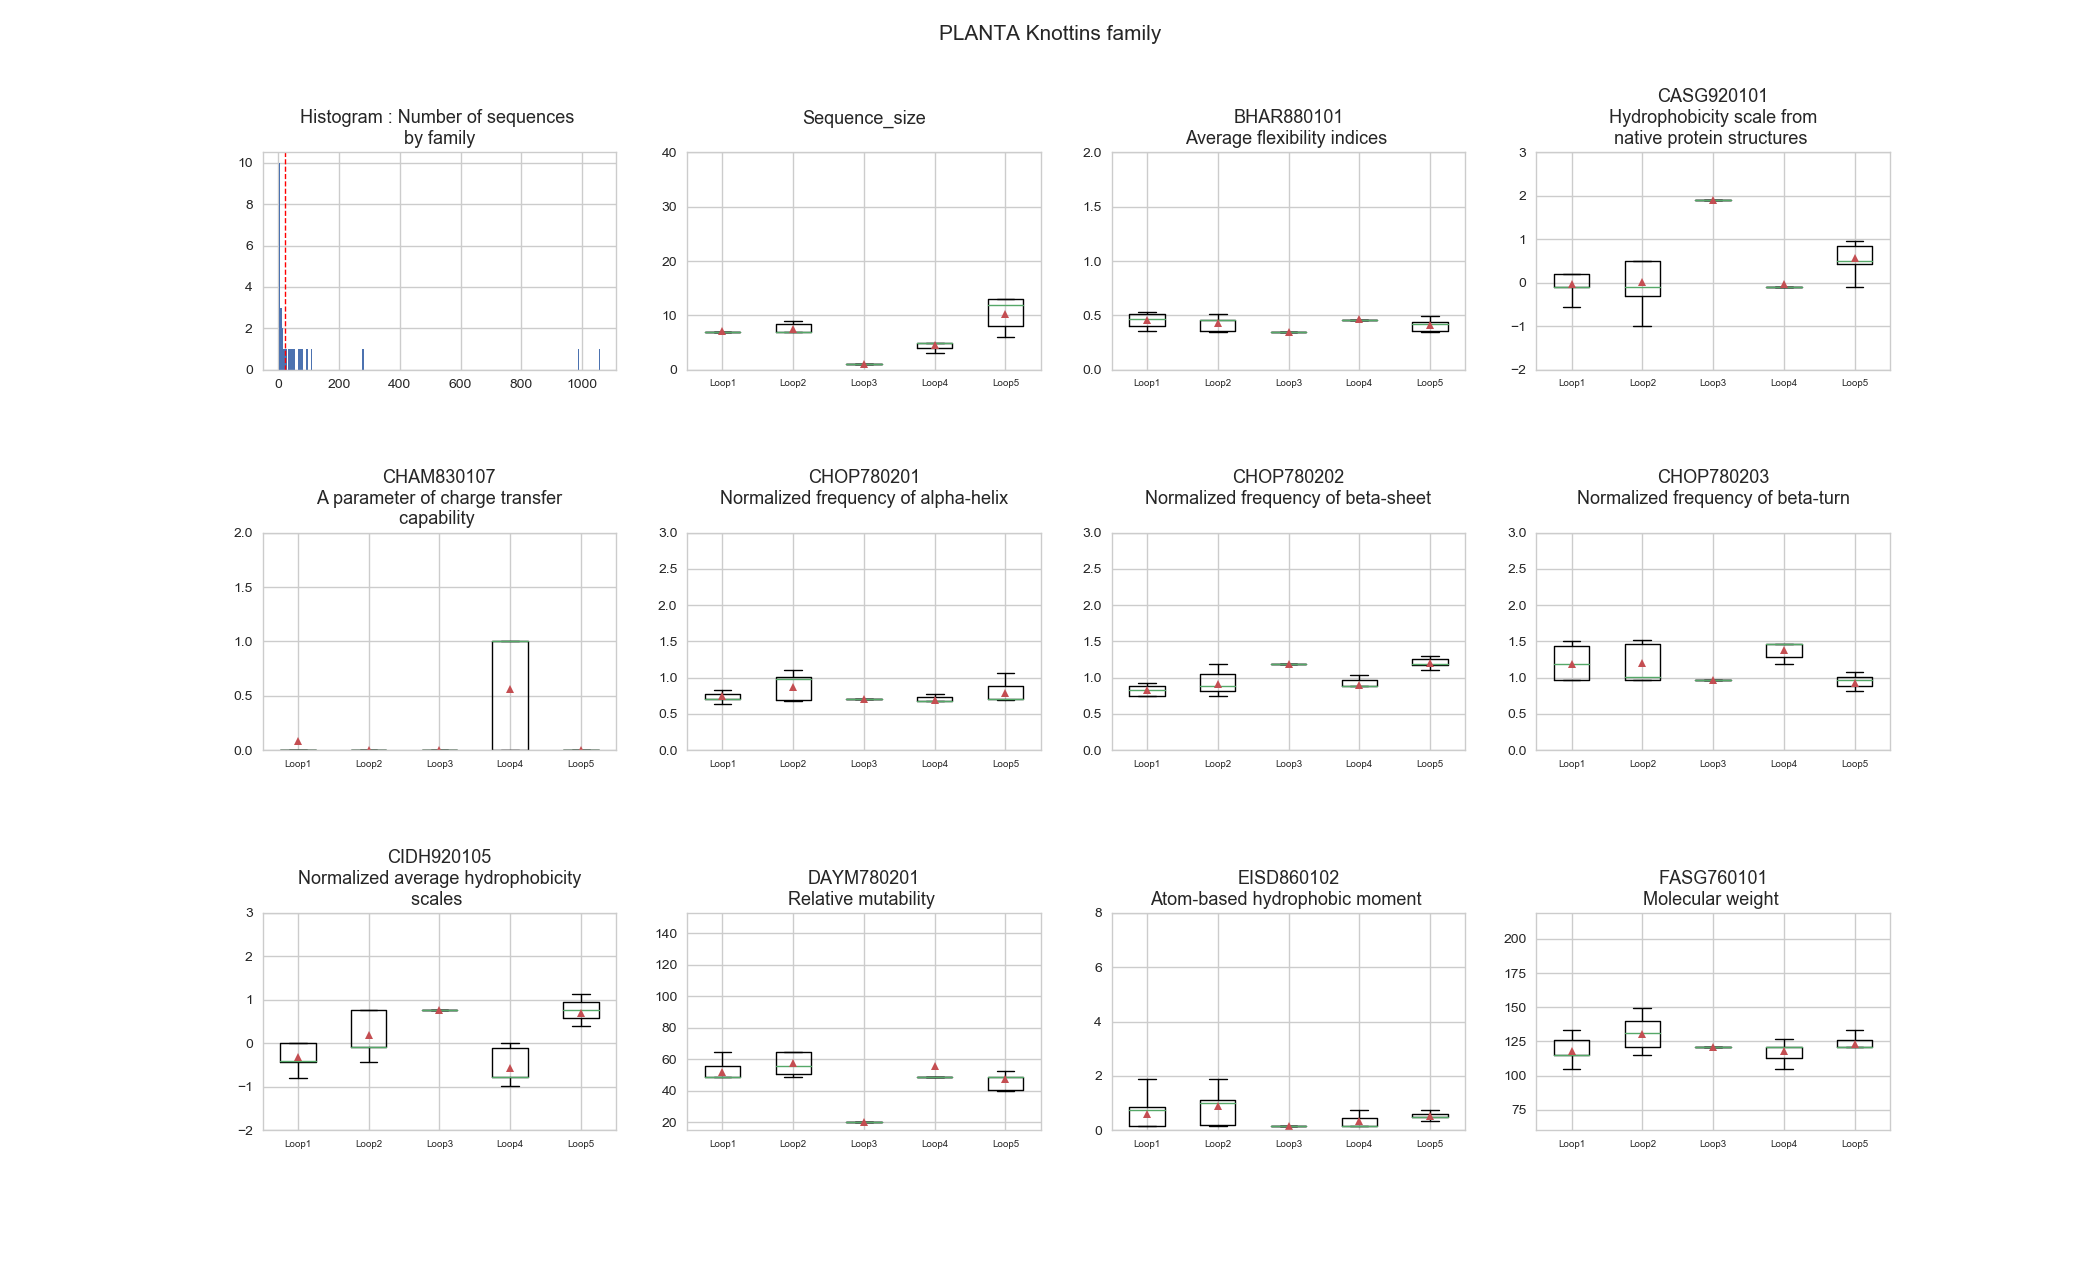 PLANTA Knottins family
Histogram : Number of sequences
by family
10
8
6
4
2
0
0 200 400 600 800 1000
Sequence_size
40
30
20
10
0
Loop1 Loop2 Loop3 Loop4 Loop5
BHAR880101
Average flexibility indices
2.0
1.5
1.0
0.5
0.0
Loop1 Loop2 Loop3 Loop4 Loop5
CASG920101
Hydrophobicity scale from
native protein structures
3
2
1
0
−1
−2
Loop1 Loop2 Loop3 Loop4 Loop5
CHAM830107
A parameter of charge transfer
capability
2.0
1.5
1.0
0.5
0.0
Loop1 Loop2 Loop3 Loop4 Loop5
CHOP780201
Normalized frequency of alpha-helix
3.0
2.5
2.0
1.5
1.0
0.5
0.0
Loop1 Loop2 Loop3 Loop4 Loop5
CHOP780202
Normalized frequency of beta-sheet
3.0
2.5
2.0
1.5
1.0
0.5
0.0
Loop1 Loop2 Loop3 Loop4 Loop5
CHOP780203
Normalized frequency of beta-turn
3.0
2.5
2.0
1.5
1.0
0.5
0.0
Loop1 Loop2 Loop3 Loop4 Loop5
CIDH920105
Normalized average hydrophobicity
scales
3
2
1
0
−1
−2
Loop1 Loop2 Loop3 Loop4 Loop5
DAYM780201
Relative mutability
140
120
100
80
60
40
20
Loop1 Loop2 Loop3 Loop4 Loop5
EISD860102
Atom-based hydrophobic moment
8
6
4
2
0
Loop1 Loop2 Loop3 Loop4 Loop5
FASG760101
Molecular weight
200
175
150
125
100
75
Loop1 Loop2 Loop3 Loop4 Loop5